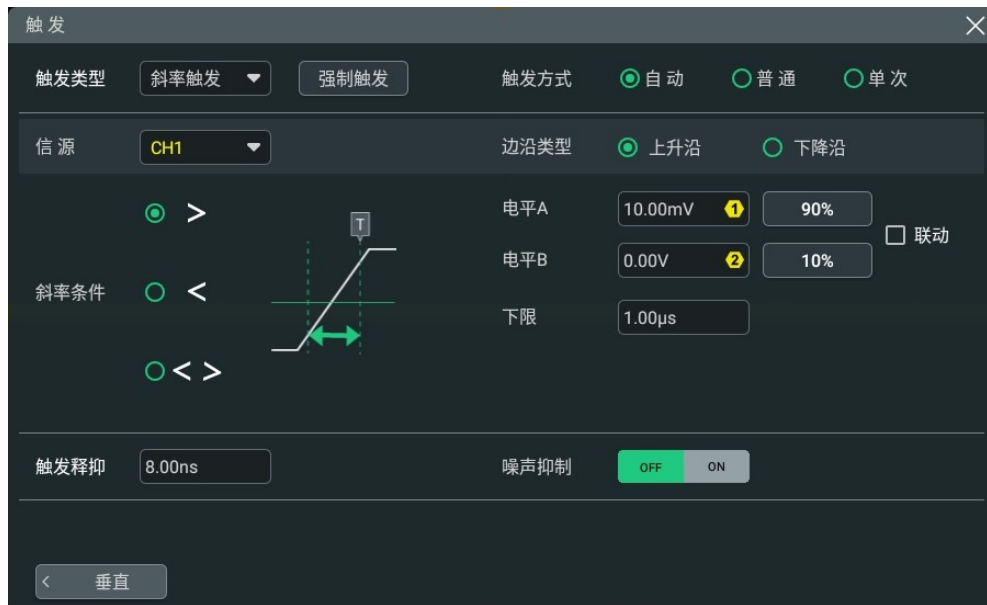 触 发
触发类型 斜率触发 强制触发 触发方式 自 动 普 通 单 次
信 源 CH1 边沿类型 上升沿 下降沿
> T 电平A 10.00mV 1 90%
联动
电平B 0.00V 2 10%
斜率条件 < 下限 1.00µs
< >
触发释抑 8.00ns 噪声抑制 OFF ON
< 垂直